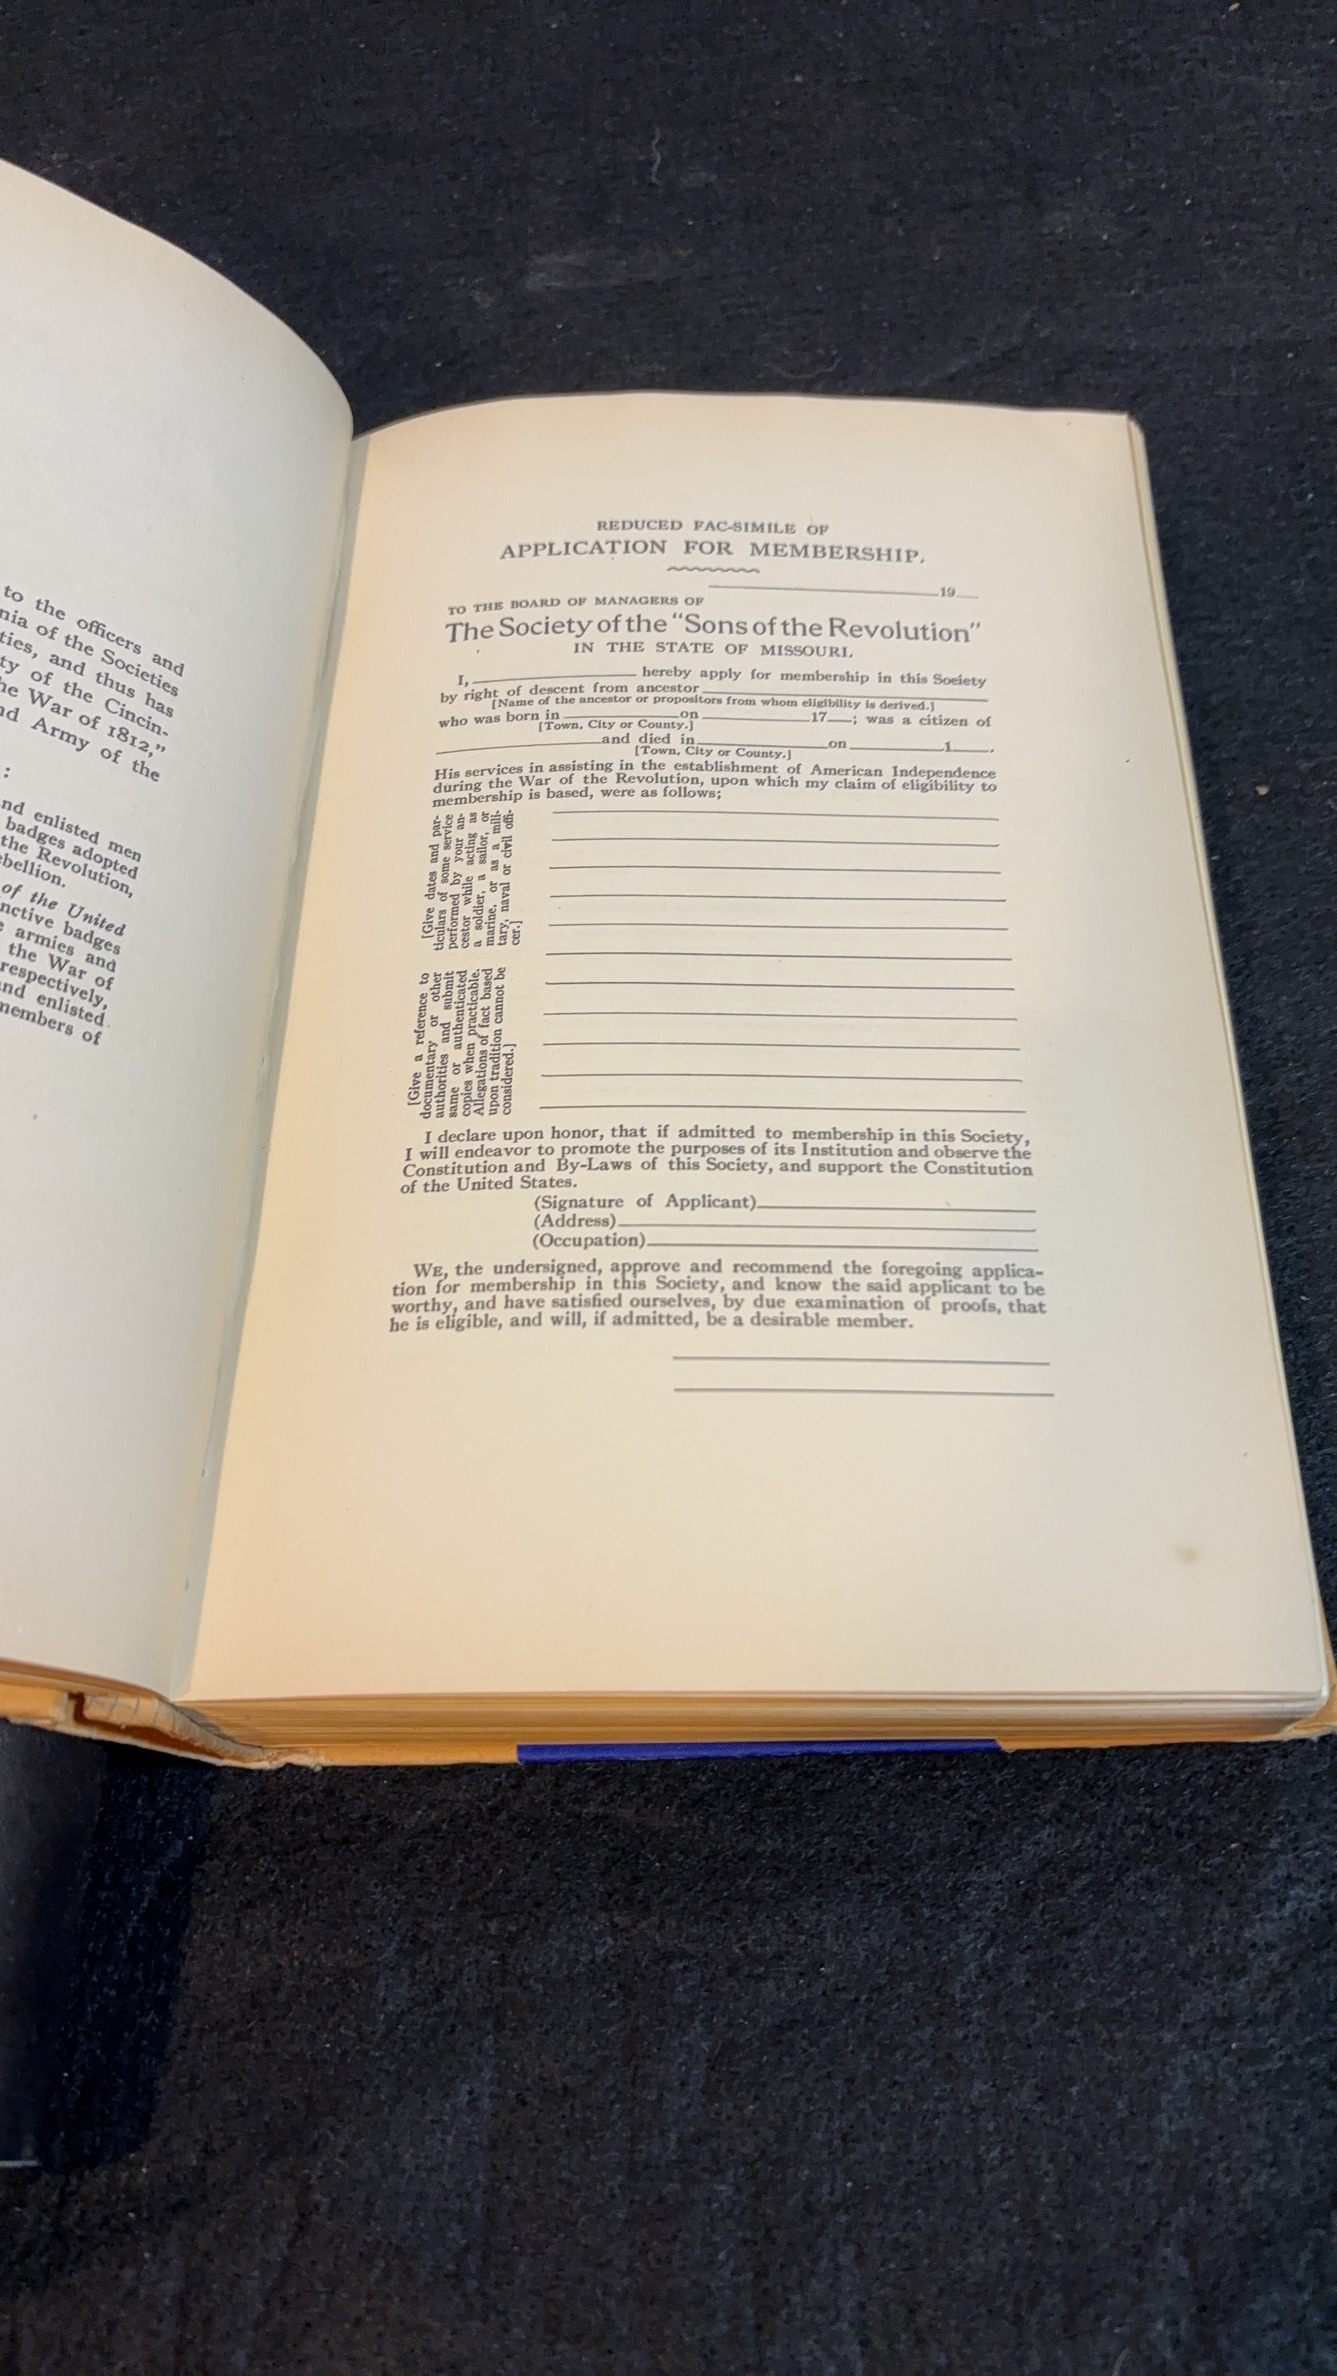 to the officers and
nia of the Societies
ties, and thus has
ty of the Cincin-
he War of 1812,"
nd Army of the
:
nd enlisted men
badges adopted
the Revolution,
ebellion.
of the United
nctive badges
armies and
the War of
respectively,
nd enlisted
members of
REDUCED FAC-SIMILE OF
APPLICATION FOR MEMBERSHIP.
19
TO THE BOARD OF MANAGERS OF
The Society of the "Sons of the Revolution"
IN THE STATE OF MISSOURI.
I, hereby apply for membership in this Society
by right of descent from ancestor
[Name of the ancestor or propositors from whom eligibility is derived.]
who was born in on 17 ; was a citizen of
[Town, City or County.]
and died in on 1 .
[Town, City or County.]
His services in assisting in the establishment of American Independence
during the War of the Revolution, upon which my claim of eligibility to
membership is based, were as follows;
[Give dates and par-
ticulars of some service
performed by your an-
cestor while acting as
a soldier, a sailor, or
marine, or as a mili-
tary, naval or civil offi-
cer.]
[Give a reference to
documentary or other
authorities and submit
same or authenticated
copies when practicable.
Allegations of fact based
upon tradition cannot be
considered.]
I declare upon honor, that if admitted to membership in this Society,
I will endeavor to promote the purposes of its Institution and observe the
Constitution and By-Laws of this Society, and support the Constitution
of the United States.
(Signature of Applicant)
(Address)
(Occupation)
WE, the undersigned, approve and recommend the foregoing applica-
tion for membership in this Society, and know the said applicant to be
worthy, and have satisfied ourselves, by due examination of proofs, that
he is eligible, and will, if admitted, be a desirable member.